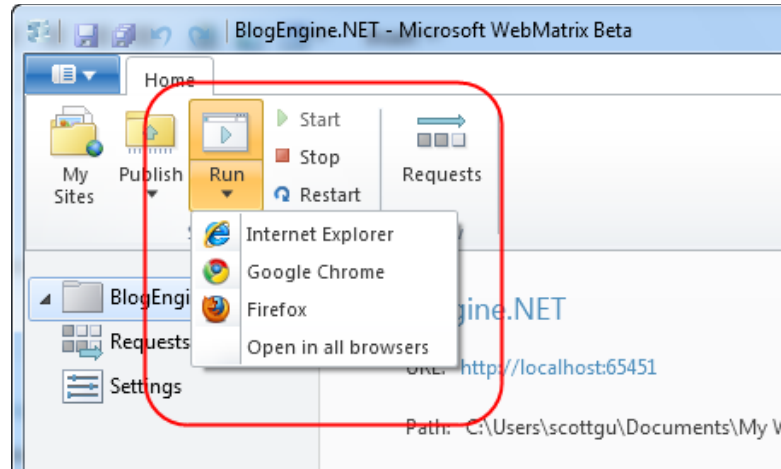 BlogEngine.NET - Microsoft WebMatrix Beta
Home
My Sites
Publish
Run
Start
Stop
Restart
Requests
Internet Explorer
Google Chrome
Firefox
Open in all browsers
BlogEngi
Requests
Settings
gine.NET
URL: http://localhost:65451
Path: C:\Users\scottgu\Documents\My W